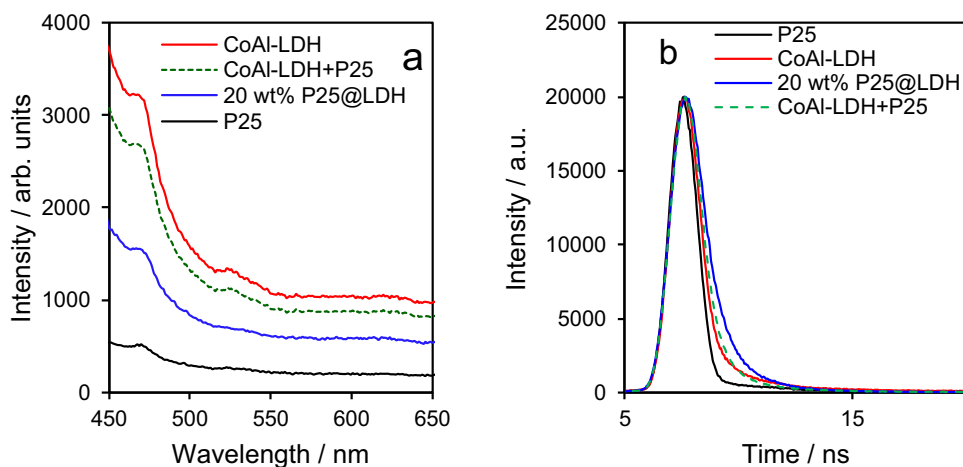 4000
3000
2000
1000
0
450
500
550
600
650
Intensity / arb. units
Wavelength / nm
CoAl-LDH
CoAl-LDH+P25
20 wt% P25@LDH
P25
a
25000
20000
15000
10000
5000
0
5
15
Intensity / a.u.
Time / ns
b
P25
CoAl-LDH
20 wt% P25@LDH
CoAl-LDH+P25